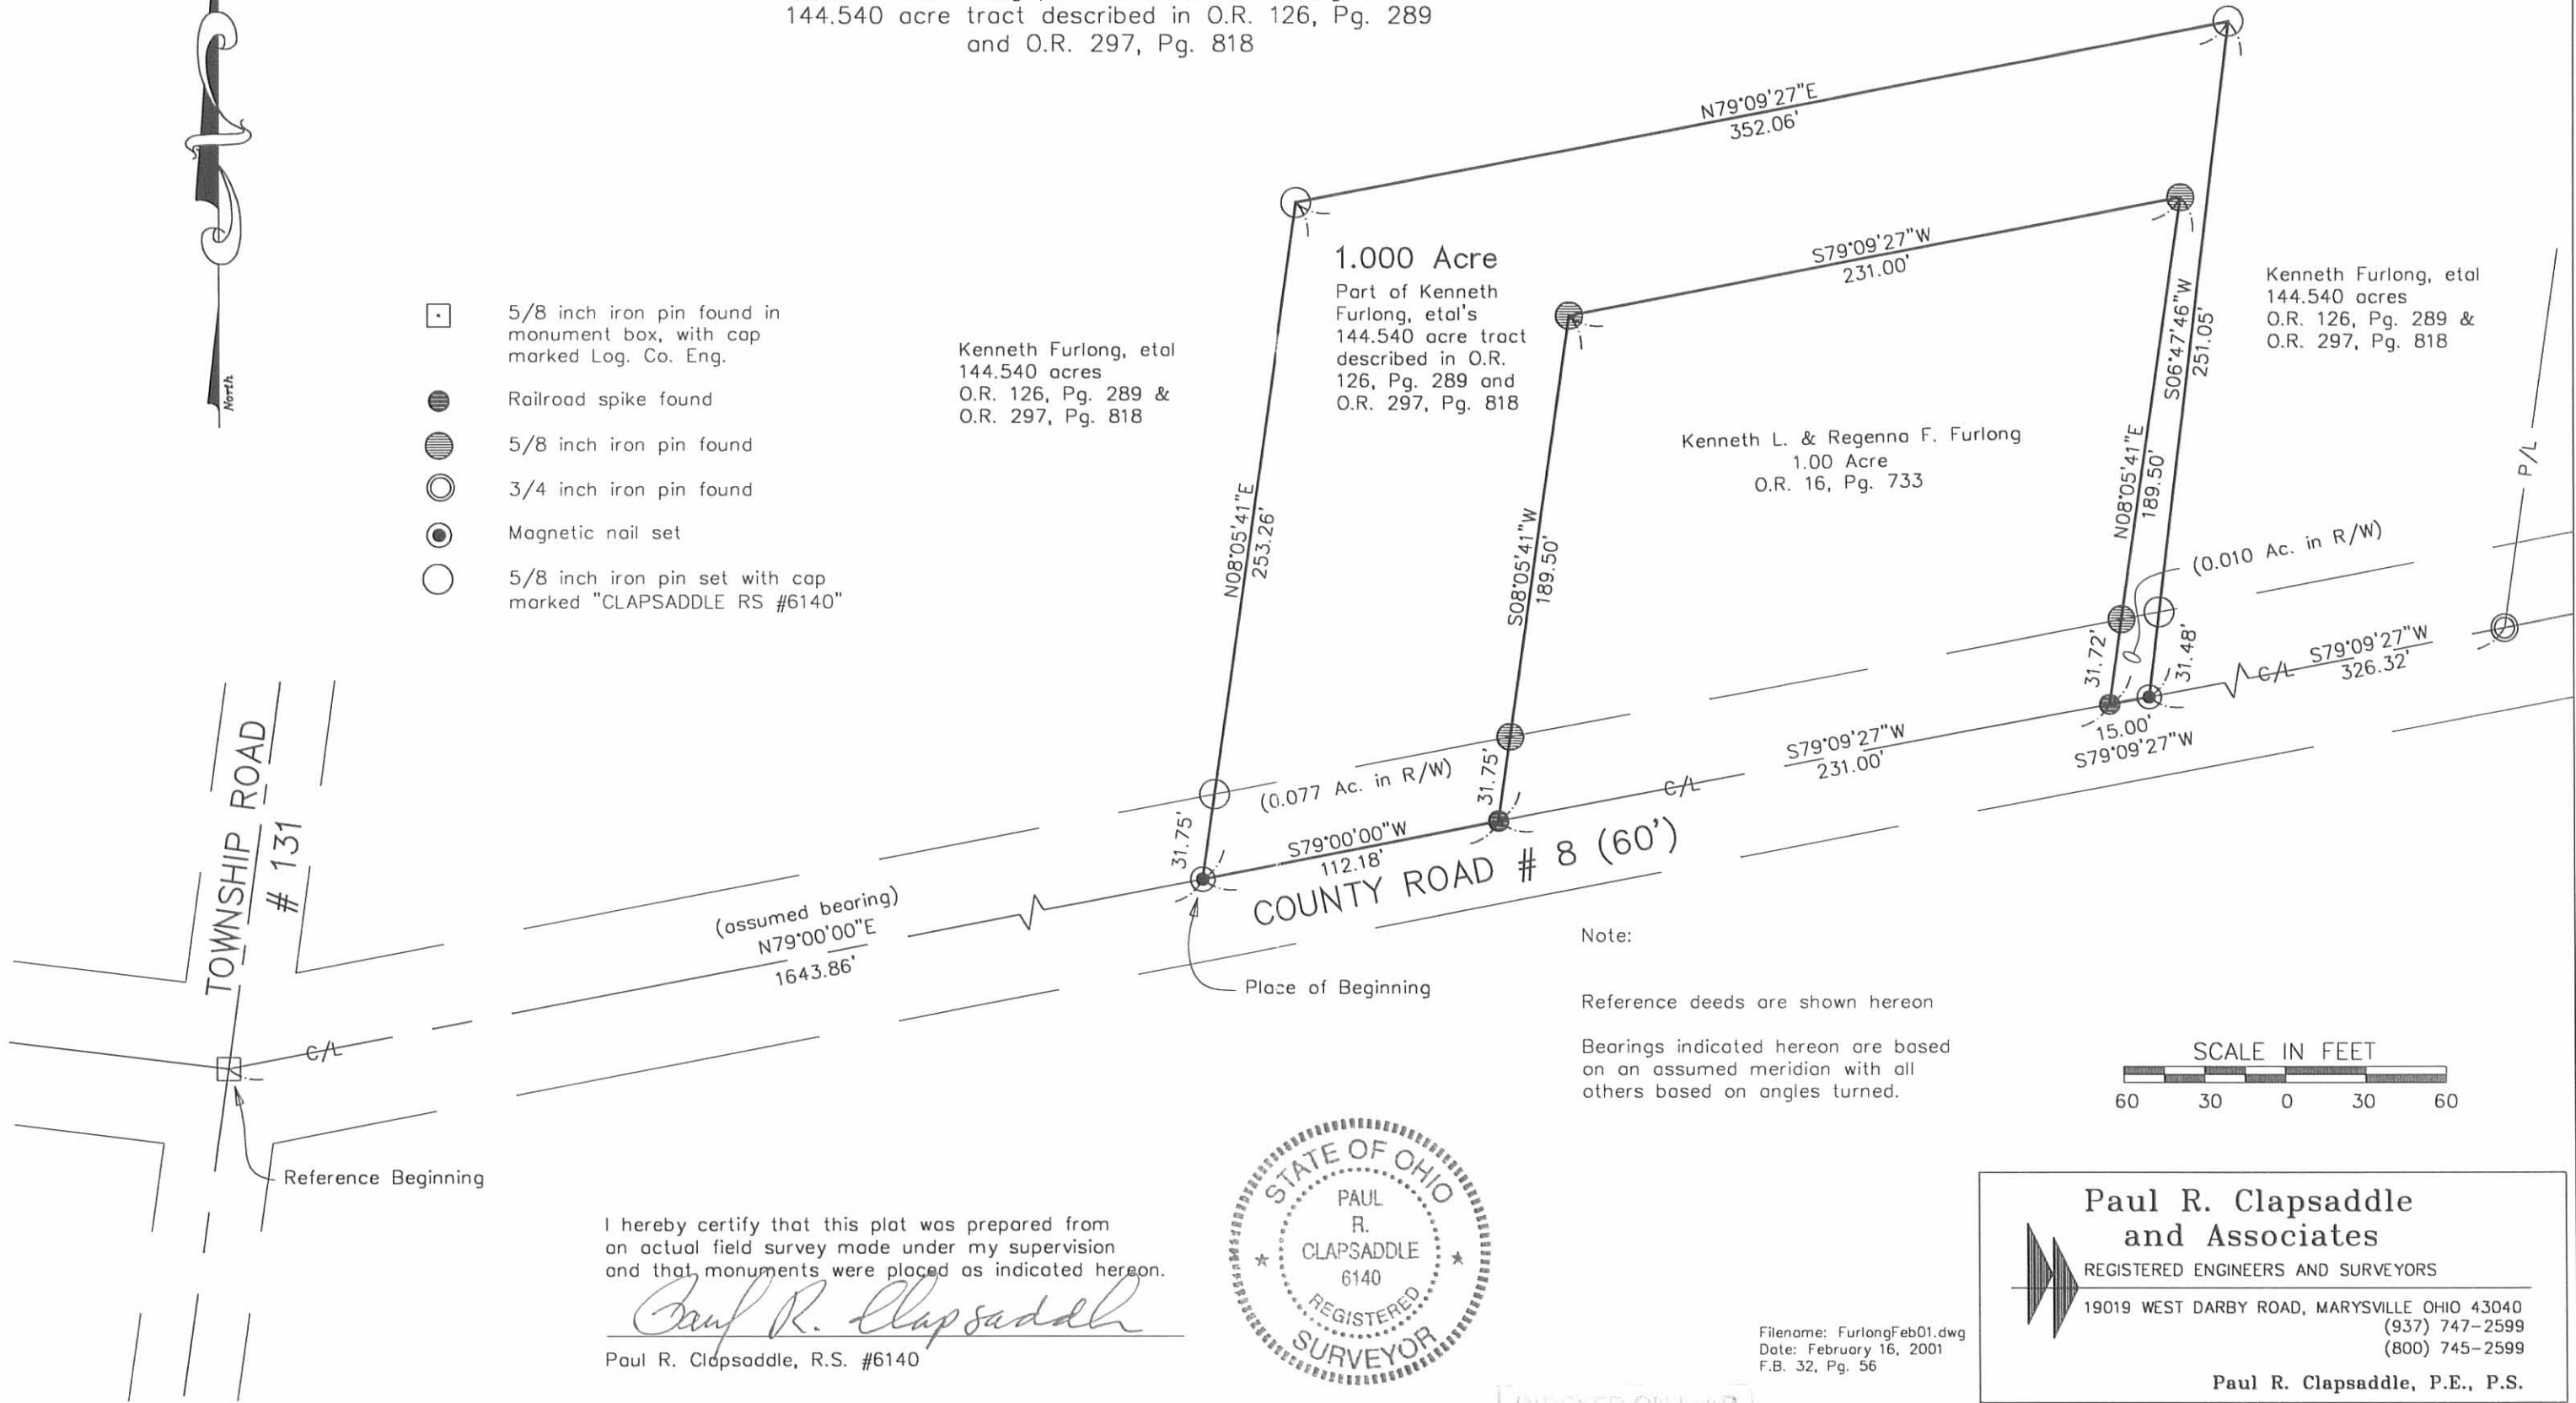 144.540 acre tract described in O.R. 126, Pg. 289
and O.R. 297, Pg. 818
North
5/8 inch iron pin found in
monument box, with cap
marked Log. Co. Eng.
Railroad spike found
5/8 inch iron pin found
3/4 inch iron pin found
Magnetic nail set
5/8 inch iron pin set with cap
marked "CLAPSADDLE RS #6140"
Kenneth Furlong, etal
144.540 acres
O.R. 126, Pg. 289 &
O.R. 297, Pg. 818
N79°09'27"E
352.06'
1.000 Acre
Part of Kenneth
Furlong, etal's
144.540 acre tract
described in O.R.
126, Pg. 289 and
O.R. 297, Pg. 818
S79°09'27"W
231.00'
Kenneth L. & Regenna F. Furlong
1.00 Acre
O.R. 16, Pg. 733
Kenneth Furlong, etal
144.540 acres
O.R. 126, Pg. 289 &
O.R. 297, Pg. 818
N08°05'41"E
253.26'
S08°05'41"W
189.50'
N08°05'41"E
189.50'
S06°47'46"W
251.05'
P/L
(0.010 Ac. in R/W)
31.72'
31.48'
C/L
S79°09'27"W
326.32'
15.00'
S79°09'27"W
S79°09'27"W
231.00'
C/L
31.75'
(0.077 Ac. in R/W)
31.75'
S79°00'00"W
112.18'
COUNTY ROAD # 8 (60')
TOWNSHIP ROAD
# 131
(assumed bearing)
N79°00'00"E
1643.86'
C/L
Place of Beginning
Reference Beginning
Note:
Reference deeds are shown hereon
Bearings indicated hereon are based
on an assumed meridian with all
others based on angles turned.
SCALE IN FEET
60 30 0 30 60
I hereby certify that this plat was prepared from
an actual field survey made under my supervision
and that monuments were placed as indicated hereon.
Paul R. Clapsaddle
Paul R. Clapsaddle, R.S. #6140
STATE OF OHIO
PAUL
R.
CLAPSADDLE
6140
REGISTERED
SURVEYOR
Filename: FurlongFeb01.dwg
Date: February 16, 2001
F.B. 32, Pg. 56
Paul R. Clapsaddle
and Associates
REGISTERED ENGINEERS AND SURVEYORS
19019 WEST DARBY ROAD, MARYSVILLE OHIO 43040
(937) 747-2599
(800) 745-2599
Paul R. Clapsaddle, P.E., P.S.